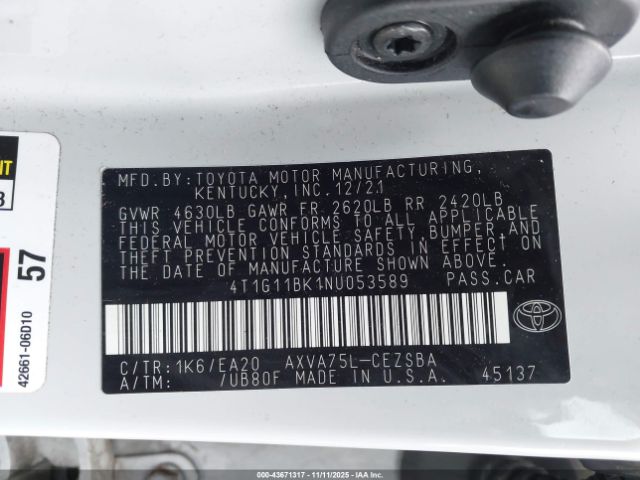 MFD.BY:TOYOTA MOTOR MANUFACTURING,
KENTUCKY, INC. 12/21
GVWR 4630LB GAWR FR 2620LB RR 2420LB
THIS VEHICLE CONFORMS TO ALL APPLICABLE
FEDERAL MOTOR VEHICLE SAFETY, BUMPER, AND
THEFT PREVENTION STANDARDS IN EFFECT ON
THE DATE OF MANUFACTURE SHOWN ABOVE.
4T1G11BK1NU053589 PASS.CAR
C/TR:1K6/EA20 AXVA75L-CEZSBA
A/TM: /UB80F MADE IN U.S.A. 45137
57
42661-06D10
00-43671317 - 11/11/2025 - IAAI.COM